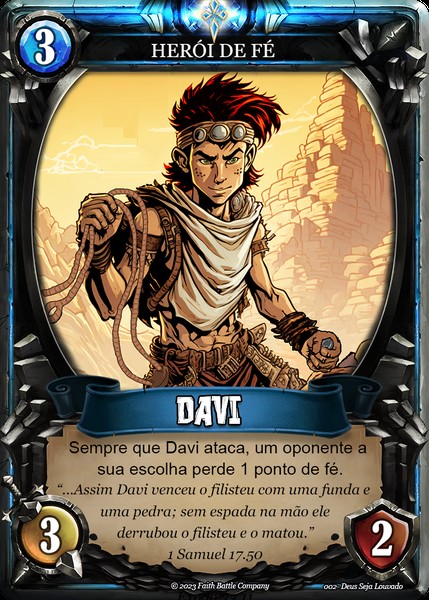 3
HERÓI DE FÉ
DAVI
Sempre que Davi ataca, um oponente a
sua escolha perde 1 ponto de fé.
“...Assim Davi venceu o filisteu com uma funda e
uma pedra; sem espada na mão ele
derrubou o filisteu e o matou.”
1 Samuel 17.50
3
2
© 2023 Faith Battle Company
002- Deus Seja Louvado